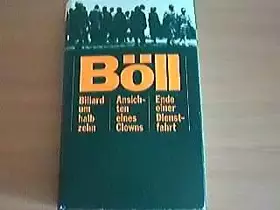 Böll
Billard
um
halb
zehn
Ansich-
ten
eines
Clowns
Ende
einer
Dienst-
fahrt